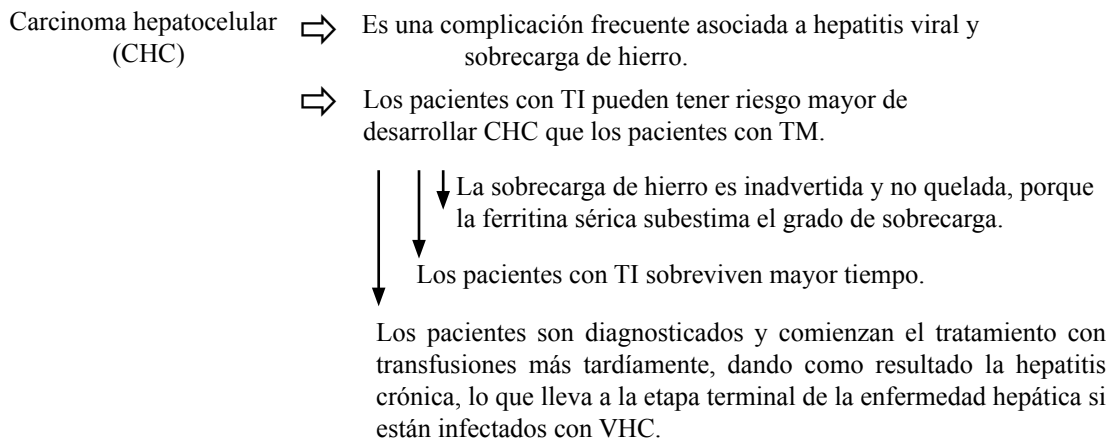 Carcinoma hepatocelular
(CHC)
Es una complicación frecuente asociada a hepatitis viral y
sobrecarga de hierro.
Los pacientes con TI pueden tener riesgo mayor de
desarrollar CHC que los pacientes con TM.
La sobrecarga de hierro es inadvertida y no quelada, porque
la ferritina sérica subestima el grado de sobrecarga.
Los pacientes con TI sobreviven mayor tiempo.
Los pacientes son diagnosticados y comienzan el tratamiento con
transfusiones más tardíamente, dando como resultado la hepatitis
crónica, lo que lleva a la etapa terminal de la enfermedad hepática si
están infectados con VHC.